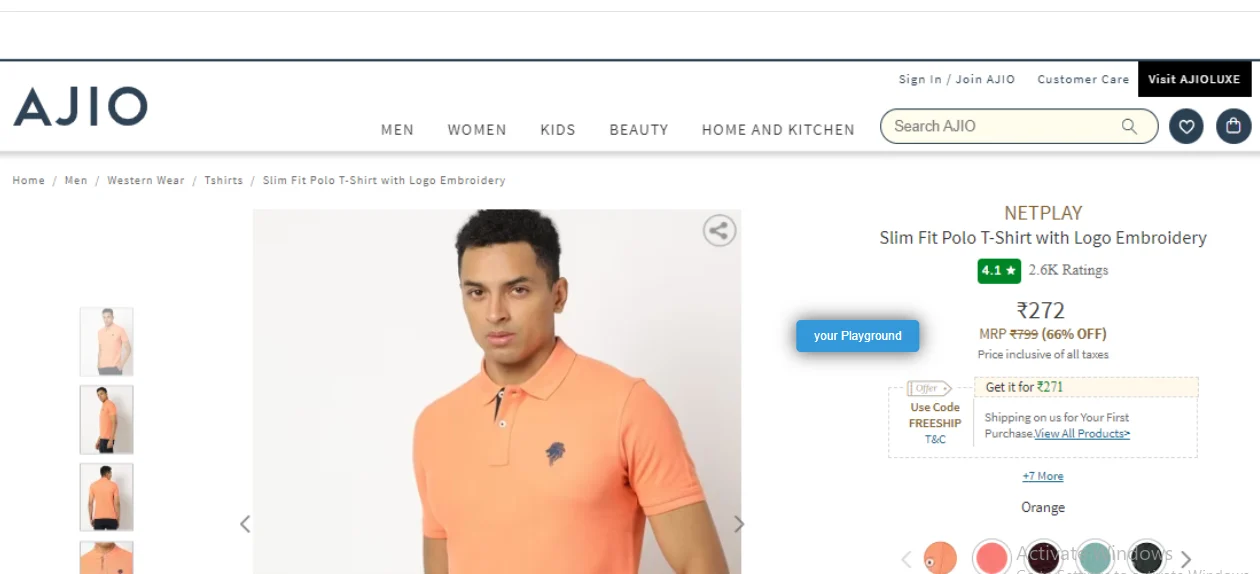 Sign In / Join AJIO
Customer Care
Visit AJIOLUXE
AJIO
MEN
WOMEN
KIDS
BEAUTY
HOME AND KITCHEN
Search AJIO
Home / Men / Western Wear / Tshirts / Slim Fit Polo T-Shirt with Logo Embroidery
NETPLAY
Slim Fit Polo T-Shirt with Logo Embroidery
4.1 ★ 2.6K Ratings
₹272
your Playground
MRP ₹799 (66% OFF)
Price inclusive of all taxes
Offer
Get it for ₹271
Use Code
FREESHIP
T&C
Shipping on us for Your First
Purchase.View All Products>
+7 More
Orange
Activate Windows